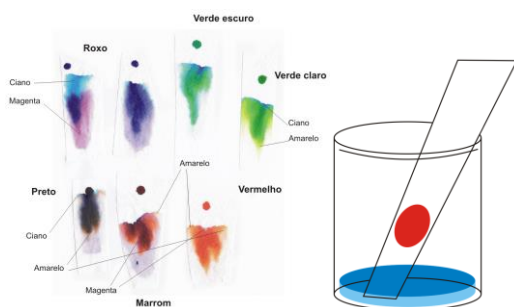 Verde escuro
Roxo
Ciano
Magenta
Verde claro
Ciano
Amarelo
Amarelo
Preto
Vermelho
Ciano
Amarelo
Magenta
Marrom